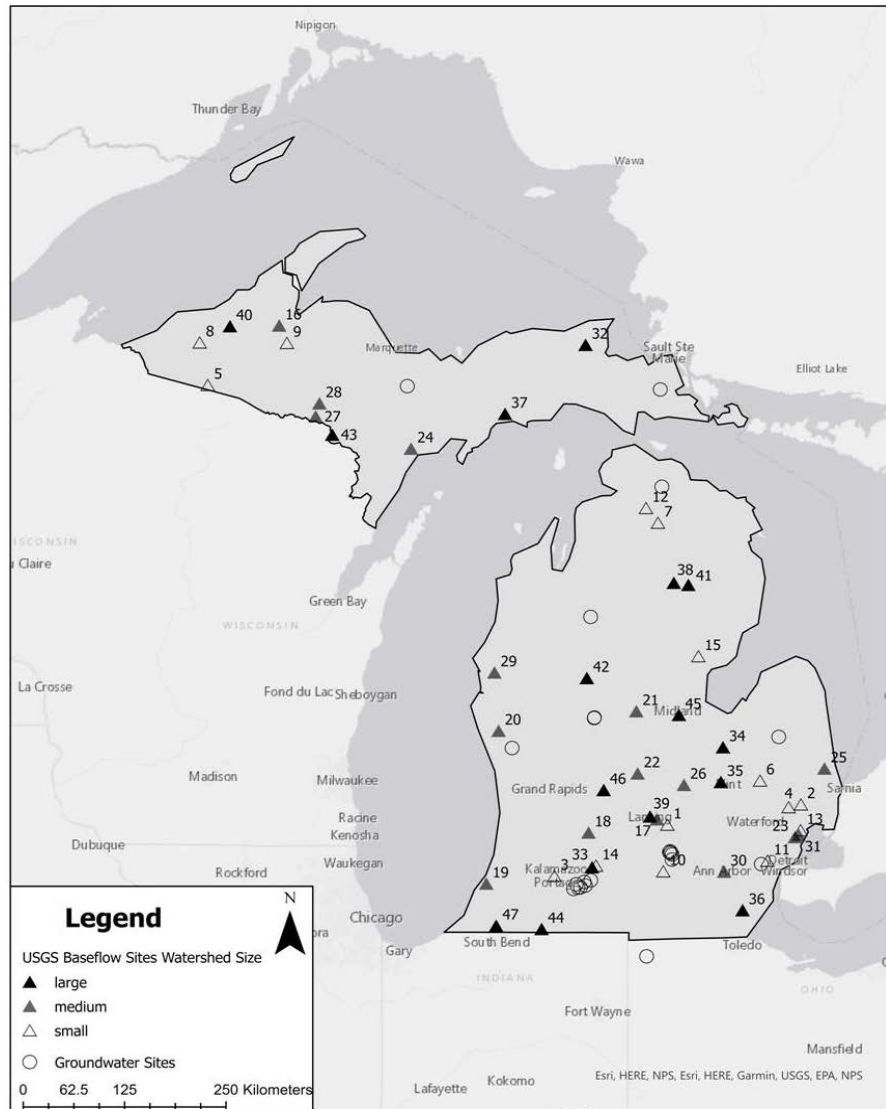 Nipigon
Thunder Bay
Wawa
40
16
8
9
32
Marquette
Sault Ste
Marie
Elliot Lake
5
28
27
37
43
24
12
7
ISCONSIN
u Claire
38
41
Green Bay
WISCONSIN
15
29
42
La Crosse
Fond du Lac
Sheboygan
21
Midland
45
20
34
22
25
Madison
Milwaukee
Grand Rapids
46
26
35
int
6
Sarnia
39
4
2
Racine
Lansing
1
Waterford
13
Kenosha
18
17
23
31
Dubuque
Waukegan
33
14
11
Detroit
Rockford
3
Kalamazoo
10
Ann Arbor
30
Windsor
Portage
19
36
Chicago
47
44
ora
Gary
South Bend
Toledo
INDIANA
OHIO
Fort Wayne
Mansfield
Kokomo
Lafayette
N
Legend
USGS Baseflow Sites Watershed Size
large
medium
small
Groundwater Sites
0 62.5 125 250 Kilometers
Esri, HERE, NPS, Esri, HERE, Garmin, USGS, EPA, NPS